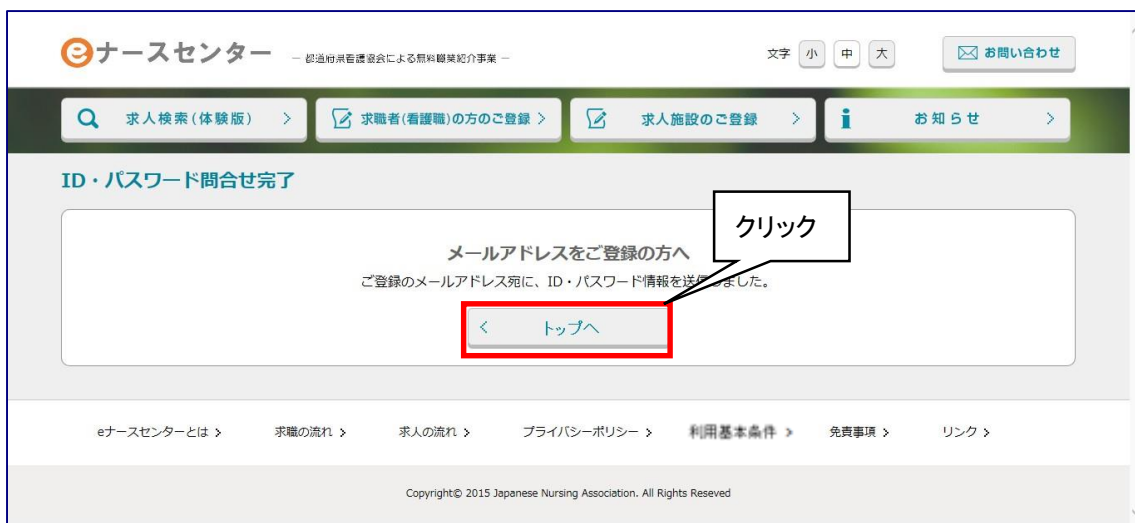 eナースセンター － 都道府県看護協会による無料職業紹介事業 － 文字 小 中 大 お問い合わせ
求人検索(体験版) 求職者(看護職)の方のご登録 求人施設のご登録 お知らせ
ID・パスワード問合せ完了
クリック
メールアドレスをご登録の方へ
ご登録のメールアドレス宛に、ID・パスワード情報を送信しました。
トップへ
eナースセンターとは 求職の流れ 求人の流れ プライバシーポリシー 利用基本条件 免責事項 リンク
Copyright© 2015 Japanese Nursing Association. All Rights Reseved